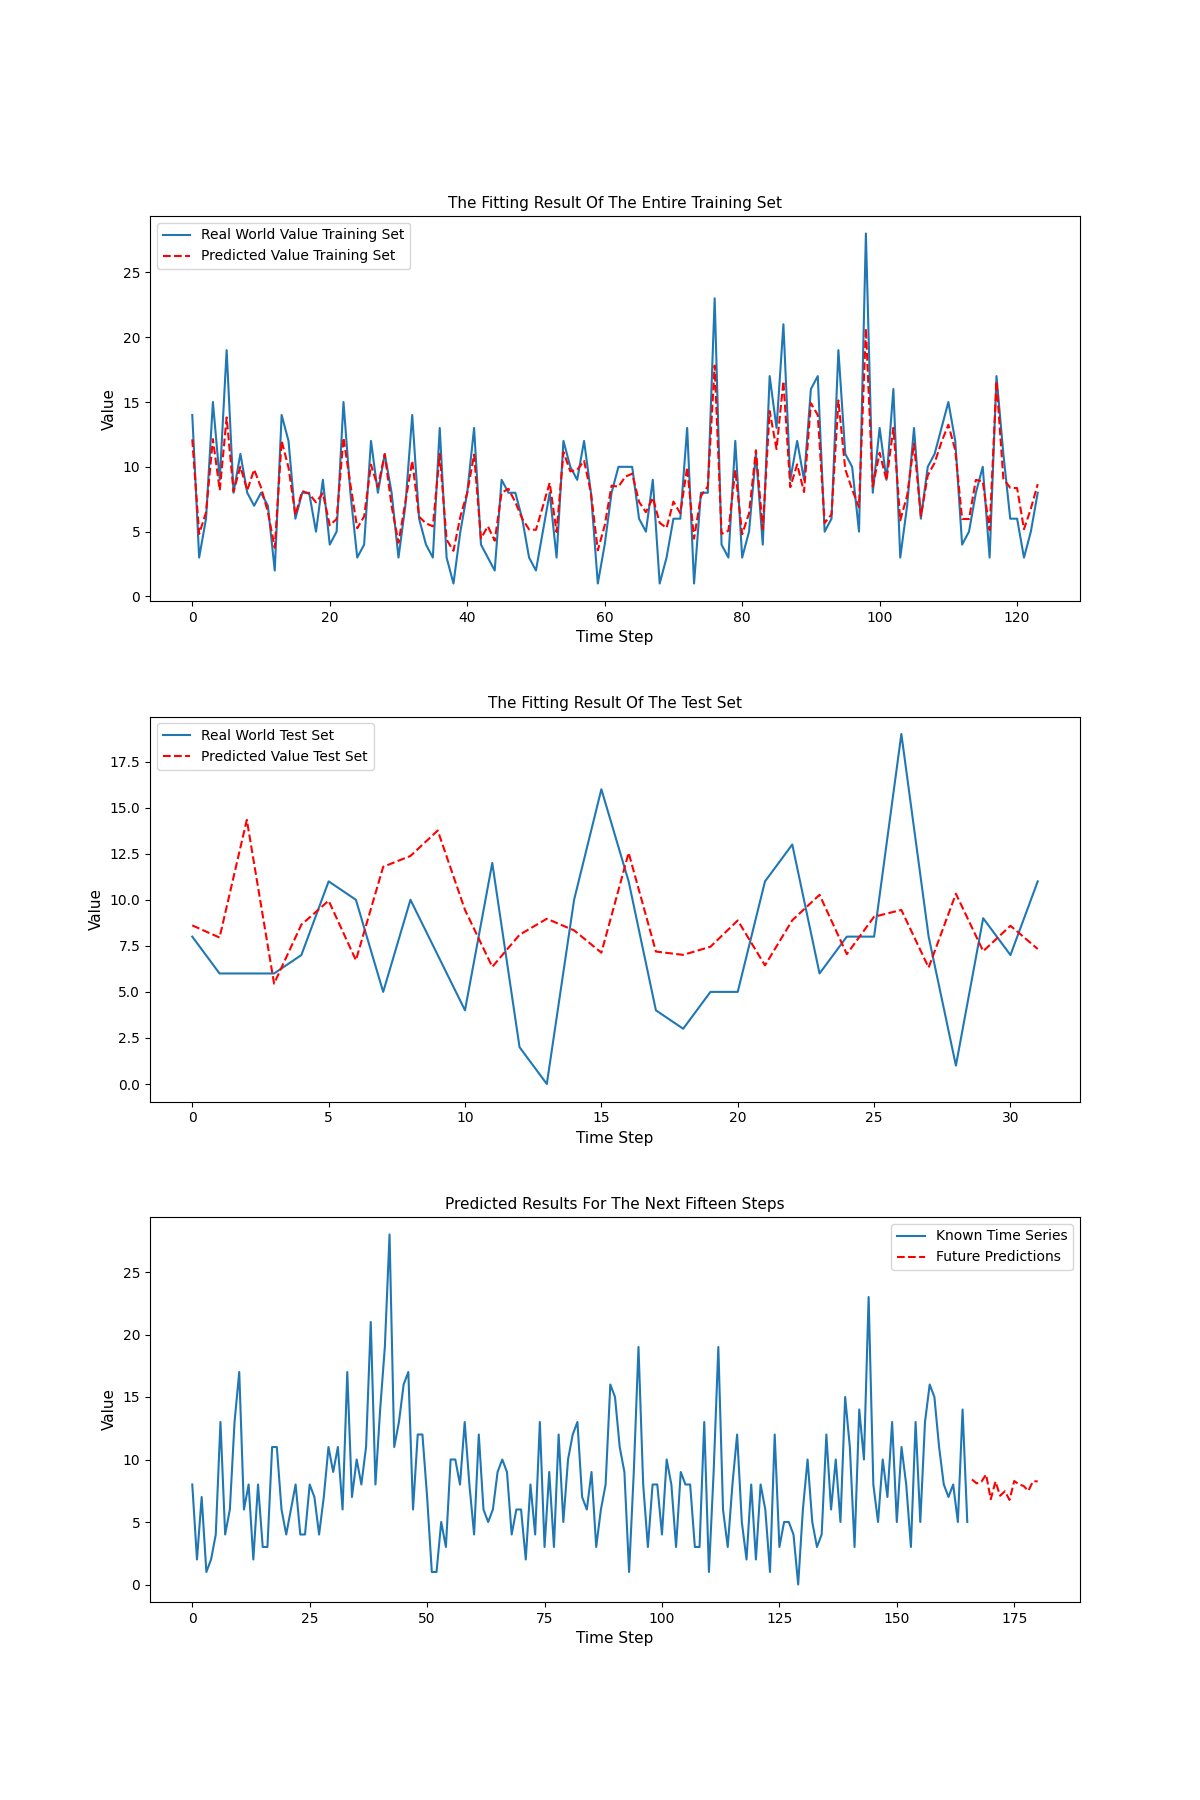 The Fitting Result Of The Entire Training Set
Real World Value Training Set
Predicted Value Training Set
Value
25
20
15
10
5
0
0 20 40 60 80 100 120
Time Step
The Fitting Result Of The Test Set
Real World Test Set
Predicted Value Test Set
Value
17.5
15.0
12.5
10.0
7.5
5.0
2.5
0.0
0 5 10 15 20 25 30
Time Step
Predicted Results For The Next Fifteen Steps
Known Time Series
Future Predictions
Value
25
20
15
10
5
0
0 25 50 75 100 125 150 175
Time Step